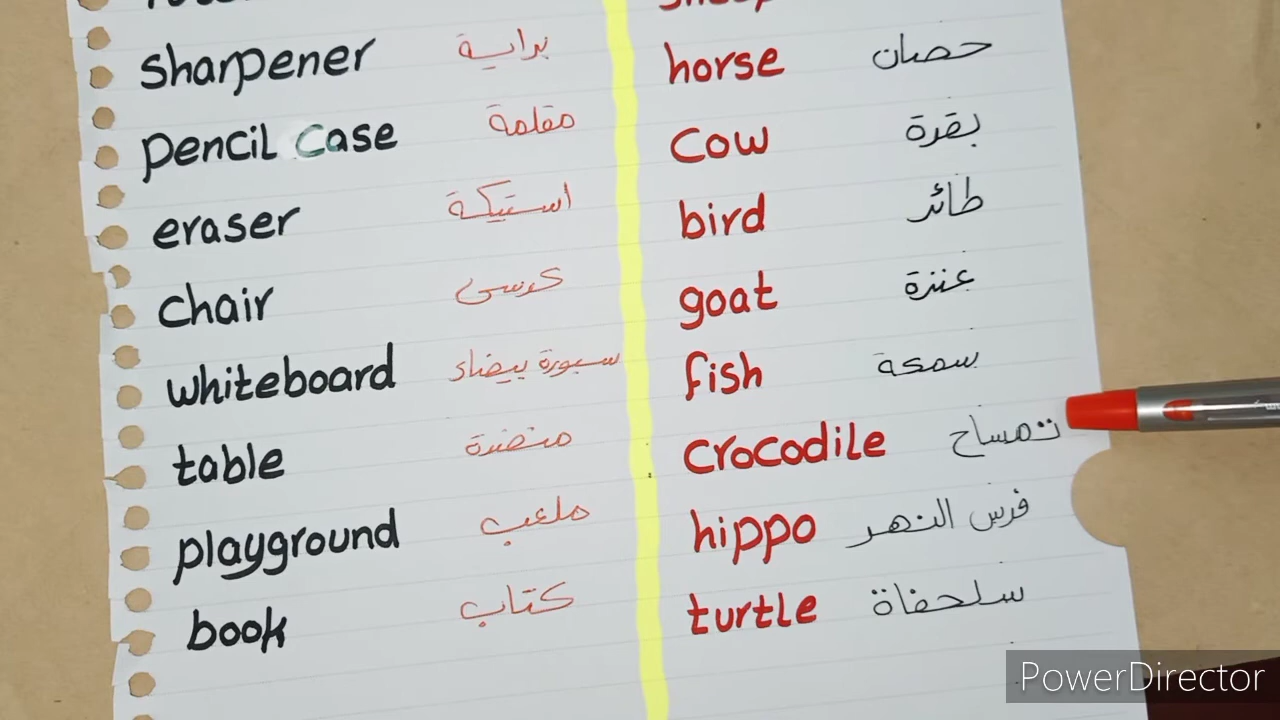 sharpener براية
pencil case مقلمة
eraser استيكة
chair كرسى
whiteboard سبورة بيضاء
table منضدة
playground ملعب
book كتاب
sheep
horse حصان
cow بقرة
bird طائر
goat عنزة
fish سمكة
crocodile تمساح
hippo فرس النهر
turtle سلحفاة
PowerDirector